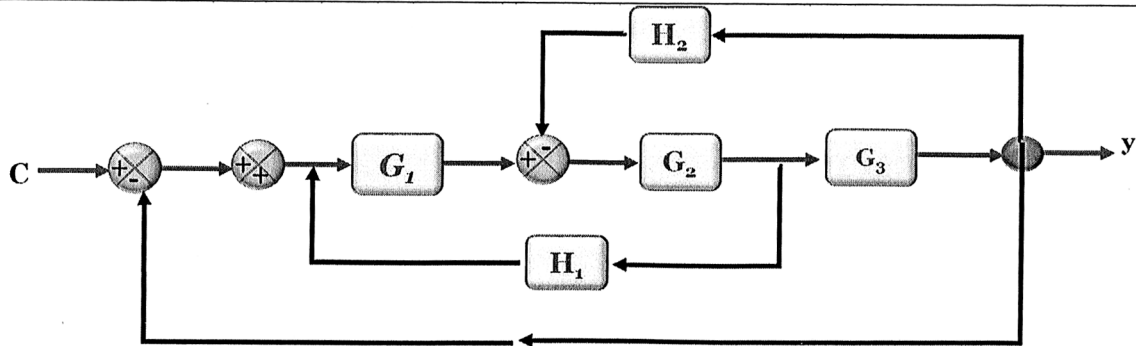 H₂
C
+
-
+
+
G₁
+
-
G₂
G₃
y
H₁